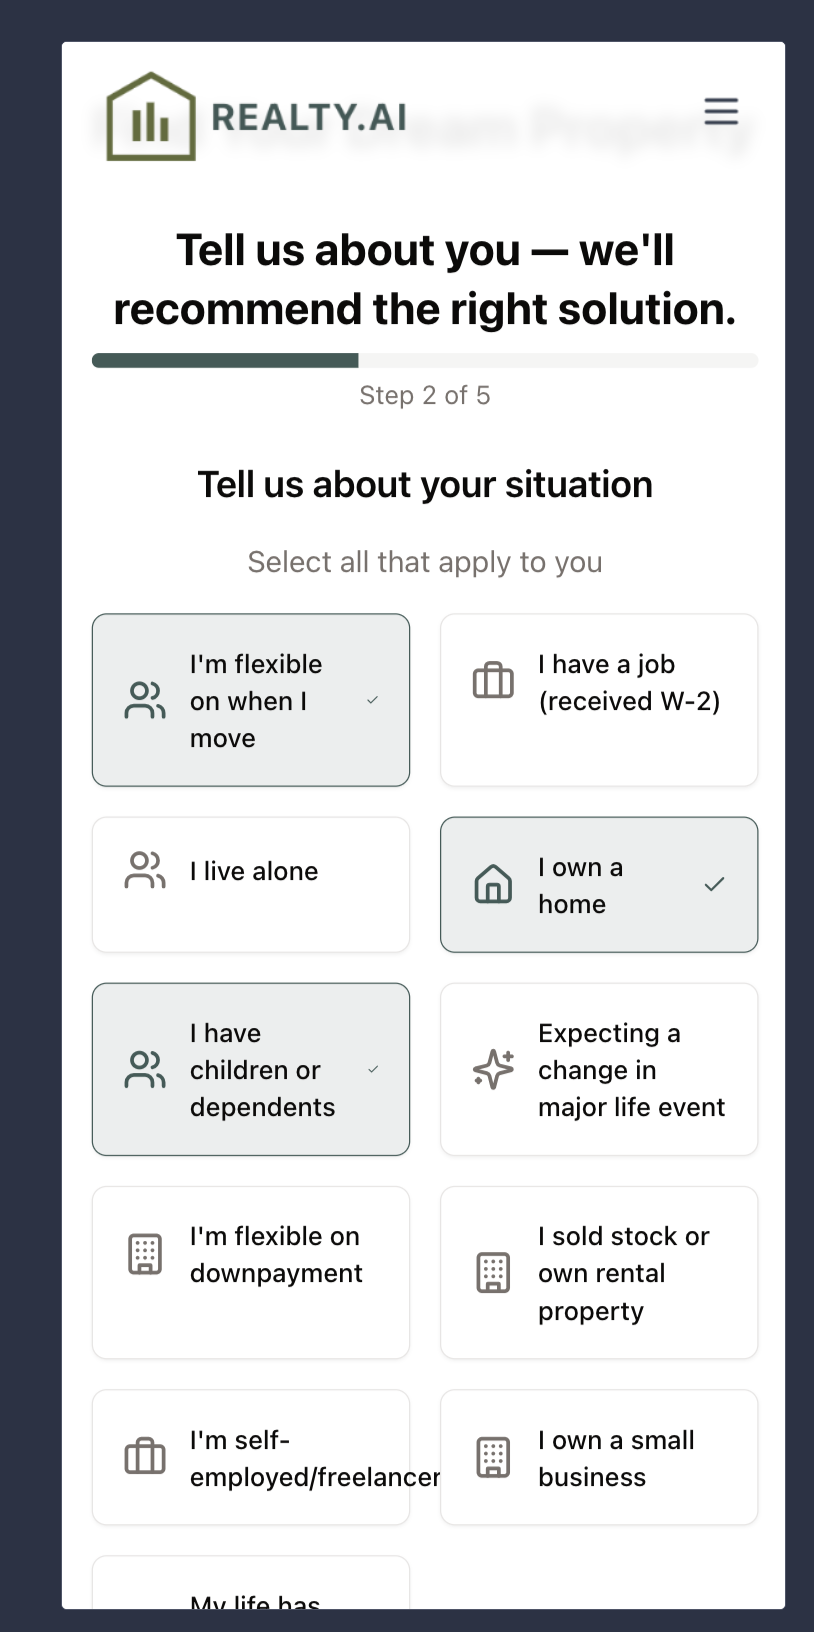 REALTY.AI
Tell us about you — we'll
recommend the right solution.
Step 2 of 5
Tell us about your situation
Select all that apply to you
I'm flexible
on when I
move
I have a job
(received W-2)
I live alone
I own a
home
I have
children or
dependents
Expecting a
change in
major life event
I'm flexible on
downpayment
I sold stock or
own rental
property
I'm self-
employed/freelancer
I own a small
business
My life has